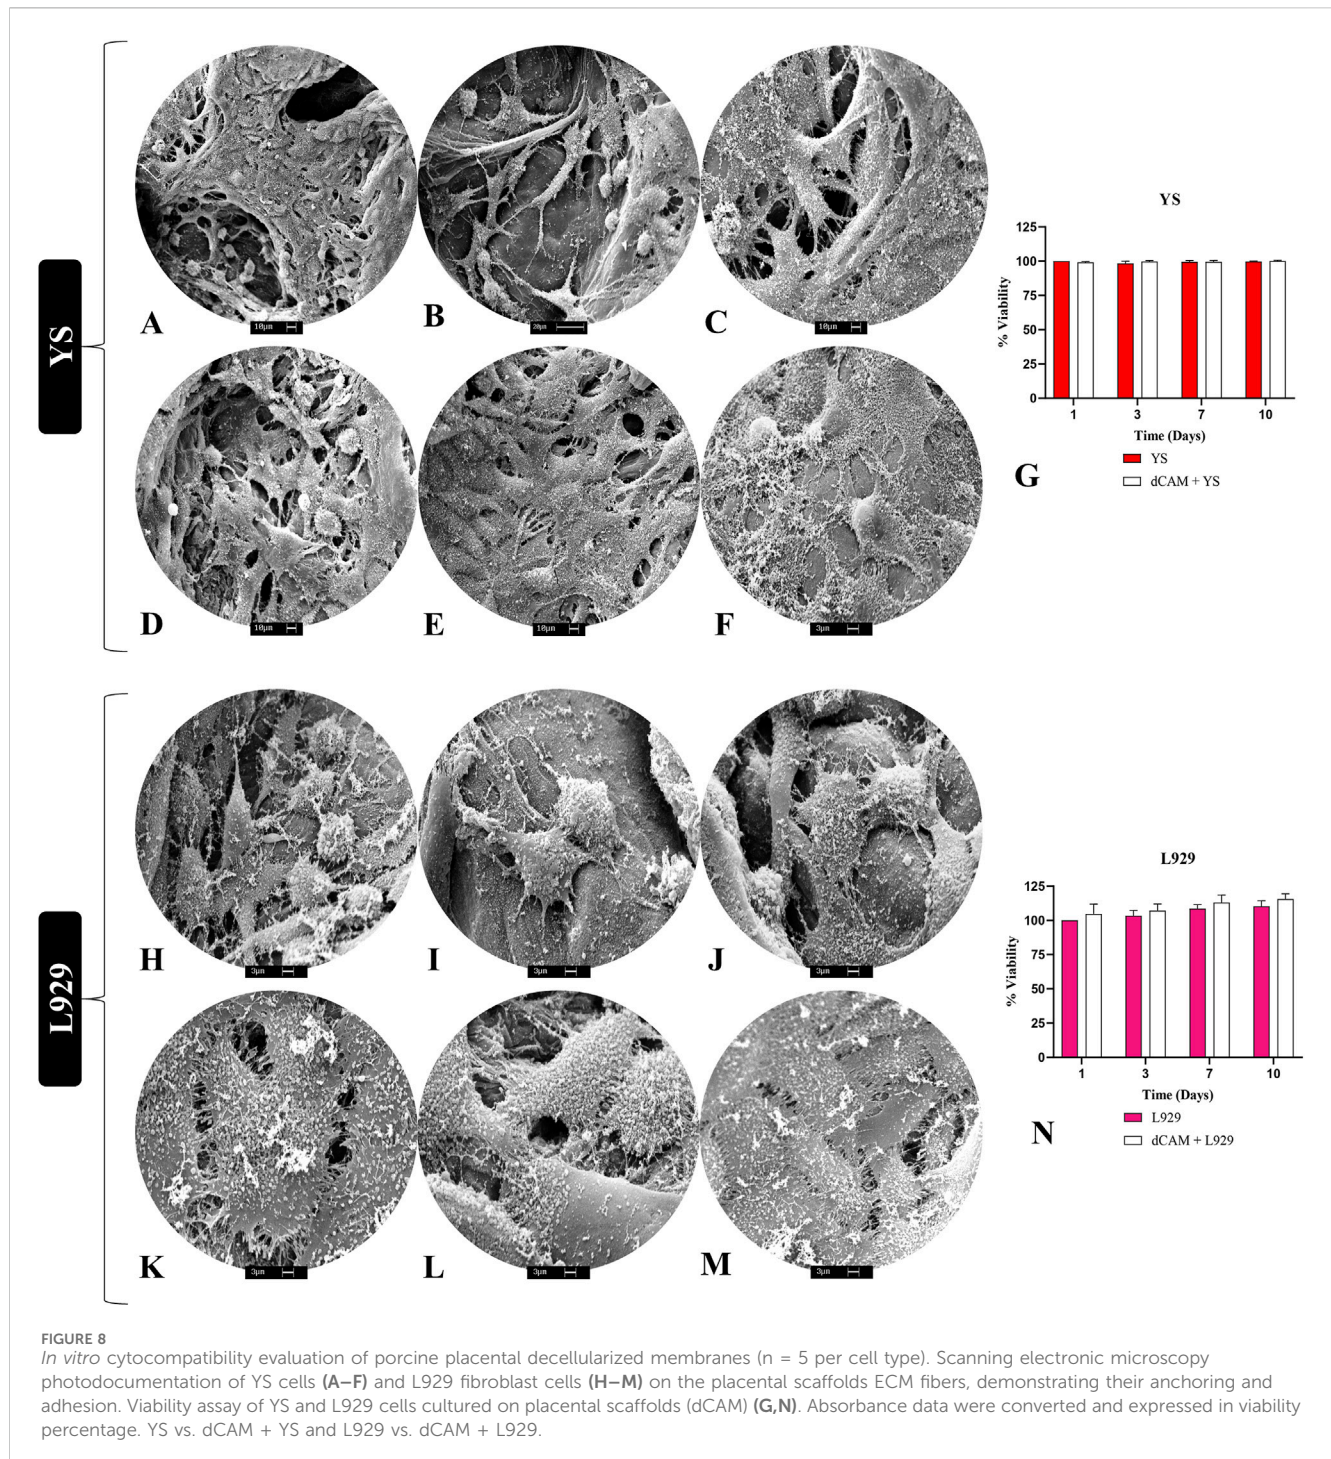 YS
A
10μm
B
20μm
C
10μm
D
10μm
E
10μm
F
3μm
YS
125
100
75
50
25
0
% Viability
1 3 7 10
Time (Days)
YS
dCAM + YS
G
L929
H
3μm
I
3μm
J
3μm
K
3μm
L
3μm
M
3μm
L929
125
100
75
50
25
0
% Viability
1 3 7 10
Time (Days)
L929
dCAM + L929
N
FIGURE 8
In vitro cytocompatibility evaluation of porcine placental decellularized membranes (n = 5 per cell type). Scanning electronic microscopy
photodocumentation of YS cells (A–F) and L929 fibroblast cells (H–M) on the placental scaffolds ECM fibers, demonstrating their anchoring and
adhesion. Viability assay of YS and L929 cells cultured on placental scaffolds (dCAM) (G,N). Absorbance data were converted and expressed in viability
percentage. YS vs. dCAM + YS and L929 vs. dCAM + L929.